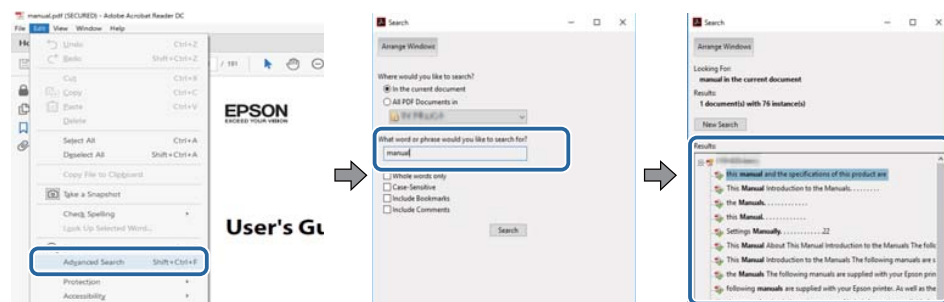 manual.pdf (SECURED) - Adobe Acrobat Reader DC
File Edit View Window Help
Undo Ctrl+Z
Redo Shift+Ctrl+Z
Cut Ctrl+X
Copy Ctrl+C
Paste Ctrl+V
Delete
Select All Ctrl+A
Deselect All Shift+Ctrl+A
Copy File to Clipboard
Take a Snapshot
Check Spelling
Look Up Selected Word...
Advanced Search Shift+Ctrl+F
Protection
Accessibility
/ 191
EPSON
EXCEED YOUR VISION
User's Gu
Search
Arrange Windows
Where would you like to search?
In the current document
All PDF Documents in
What word or phrase would you like to search for?
manual
Whole words only
Case-Sensitive
Include Bookmarks
Include Comments
Search
Search
Arrange Windows
Looking For:
manual in the current document
Results:
1 document(s) with 76 instance(s)
New Search
Results:
this manual and the specifications of this product are
This Manual Introduction to the Manuals.........
the Manuals.............
this Manual.............
Settings Manually.............22
This Manual About This Manual Introduction to the Manuals The follo
This Manual Introduction to the Manuals The following manuals are s
the Manuals The following manuals are supplied with your Epson prin
following manuals are supplied with your Epson printer. As well as the